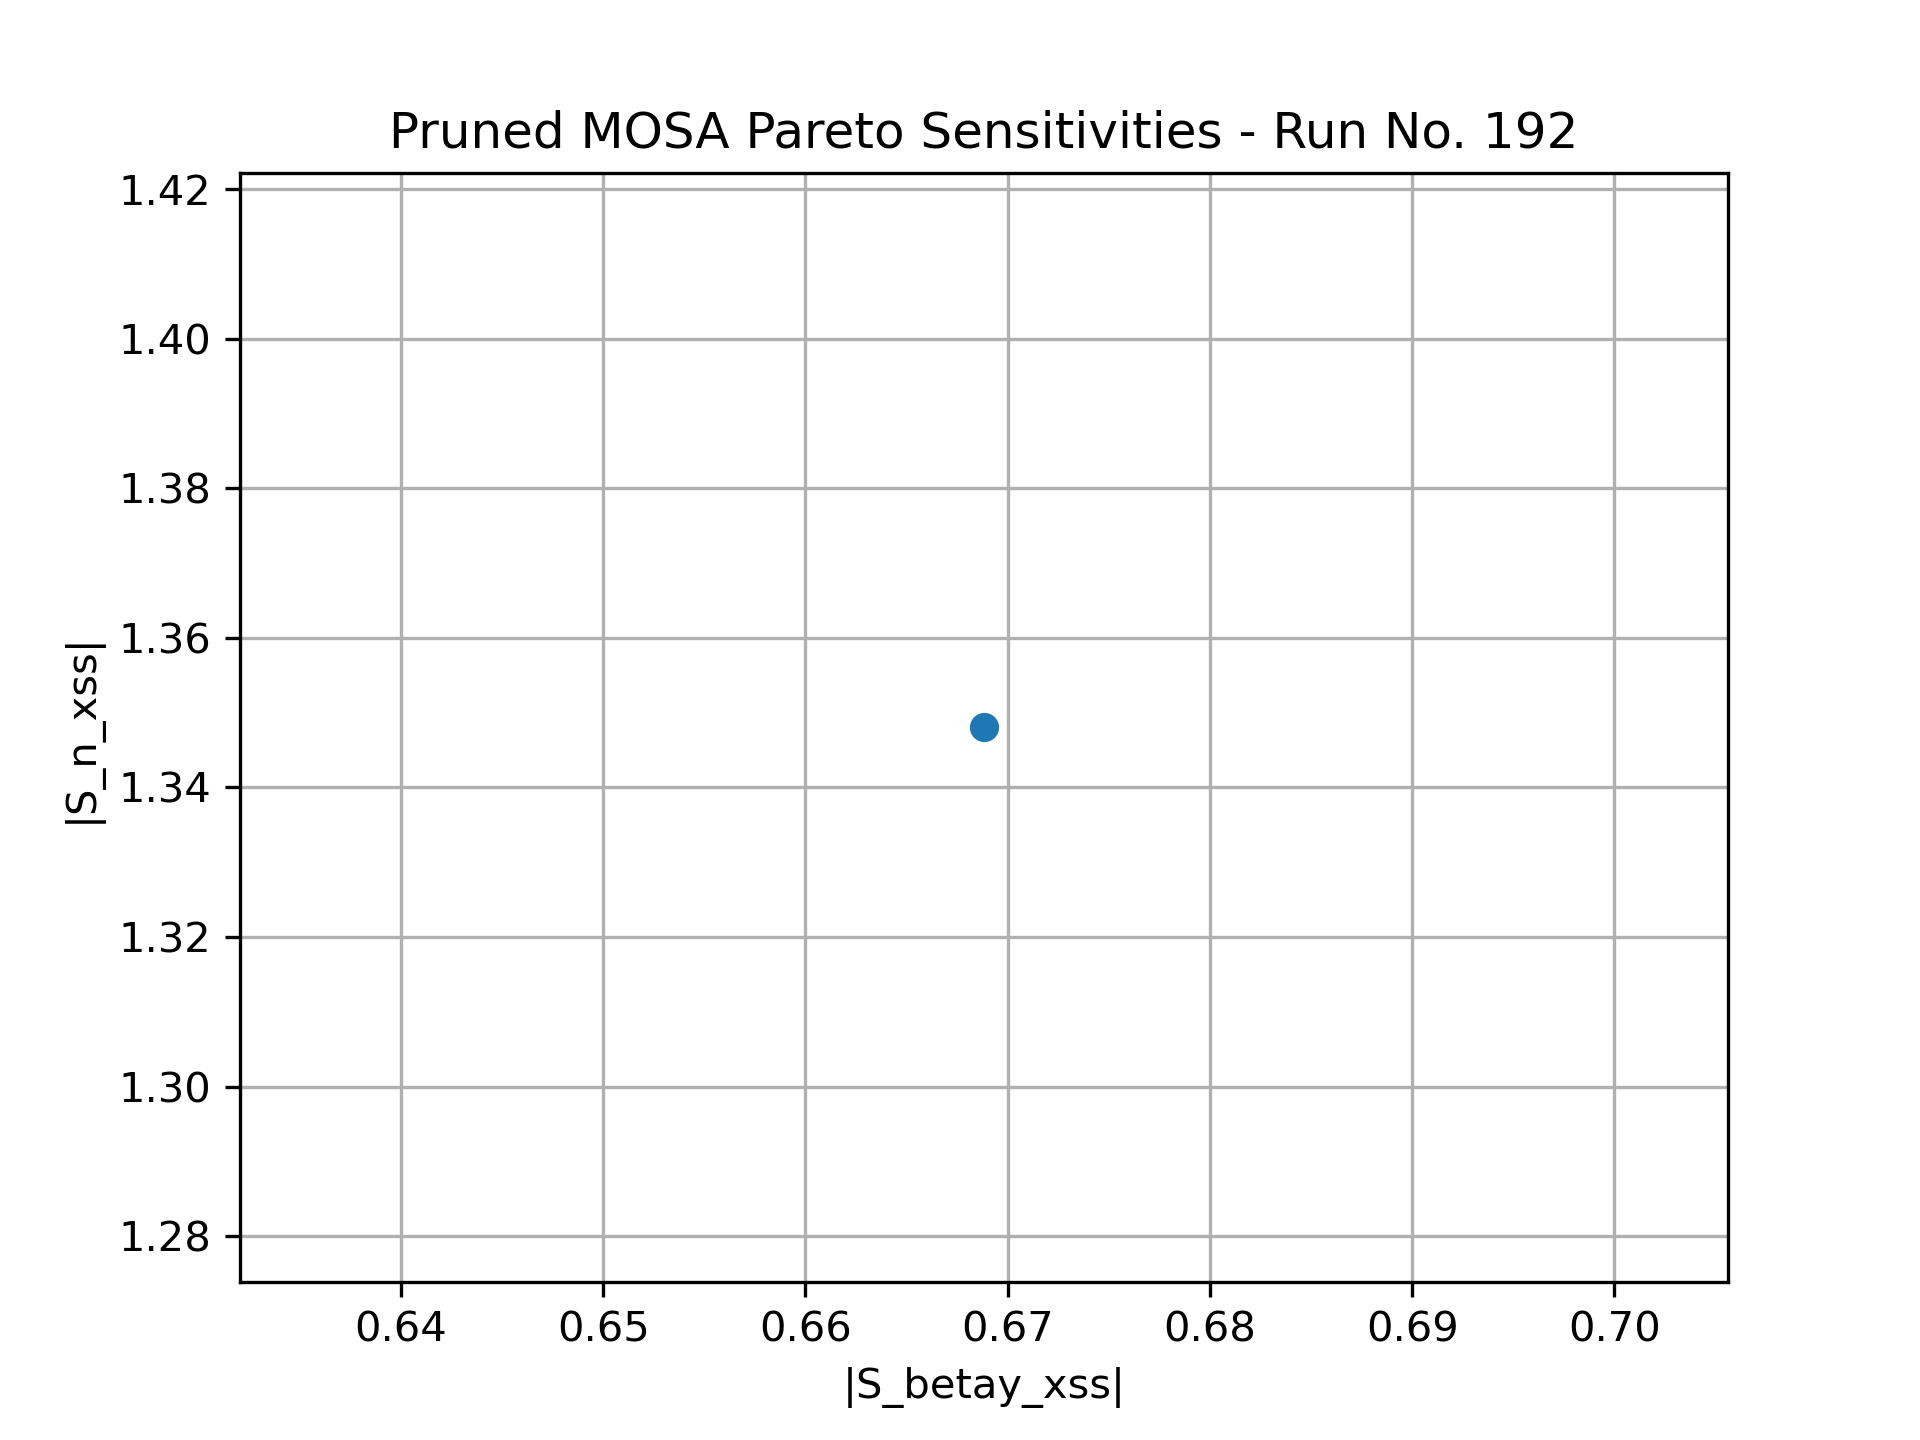 Pruned MOSA Pareto Sensitivities - Run No. 192
1.42
1.40
1.38
1.36
1.34
1.32
1.30
1.28
|S_n_xss|
0.64 0.65 0.66 0.67 0.68 0.69 0.70
|S_betay_xss|